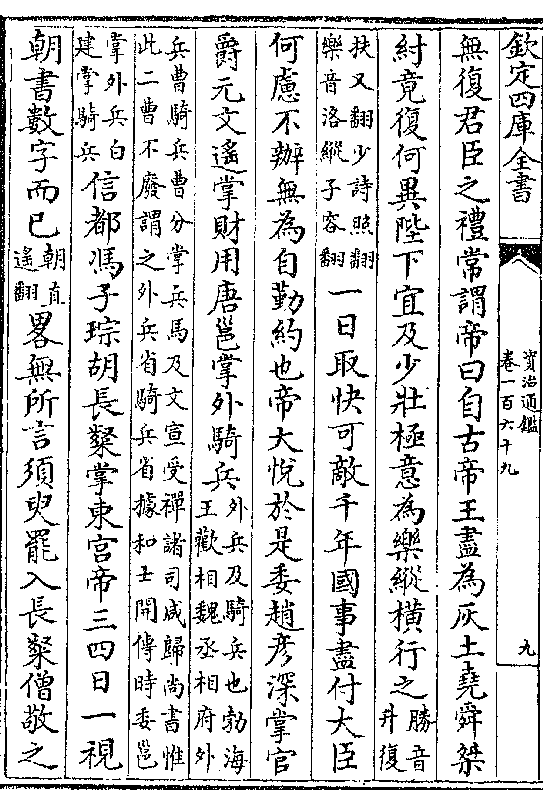 欽定四庫全書
資治通鑑
卷一百六十九
九
無復君臣之禮常謂帝曰自古帝王盡為灰土堯舜桀
紂竟復何異陛下宜及少壯極意為樂縱橫行之
勝音
升復
扶又翻少詩照翻
樂音洛縱子容翻
一日取快可敵千年國事盡付大臣
何慮不辦無為自勤約也帝大悅於是委趙彥深掌官
爵元文遙掌財用唐邕掌外騎兵
外兵及騎兵也勃海
王歡相魏丞相府外
兵曹騎兵曹分掌兵馬及文宣受禪諸司咸歸尚書惟
此二曹不廢謂之外兵省騎兵省據和士開傳時委邕
掌外兵白
建掌騎兵
信都馮子琮胡長粲掌東宫帝三四日一視
朝書數字而已
朝直
遙翻
畧無所言須臾罷入長粲僧敬之